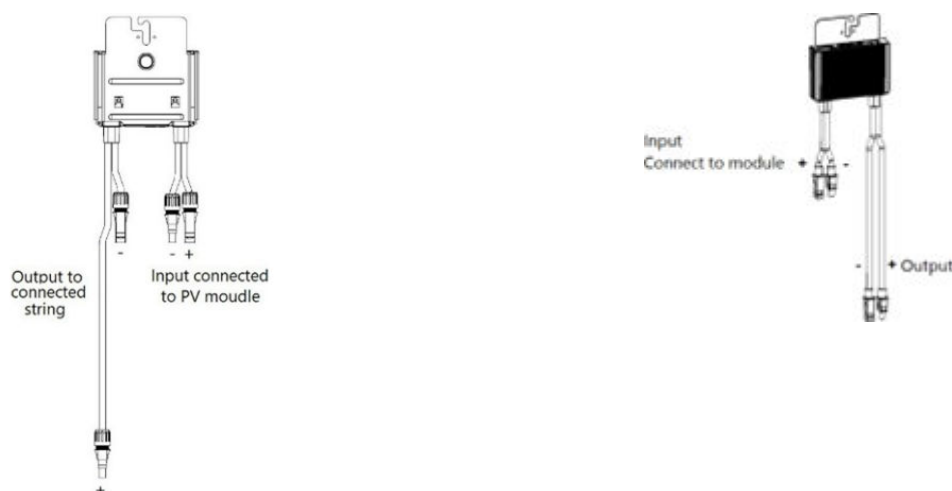 Output to
connected
string
-
- +
Input connected
to PV moudle
+
Input
Connect to module + -
- + Output